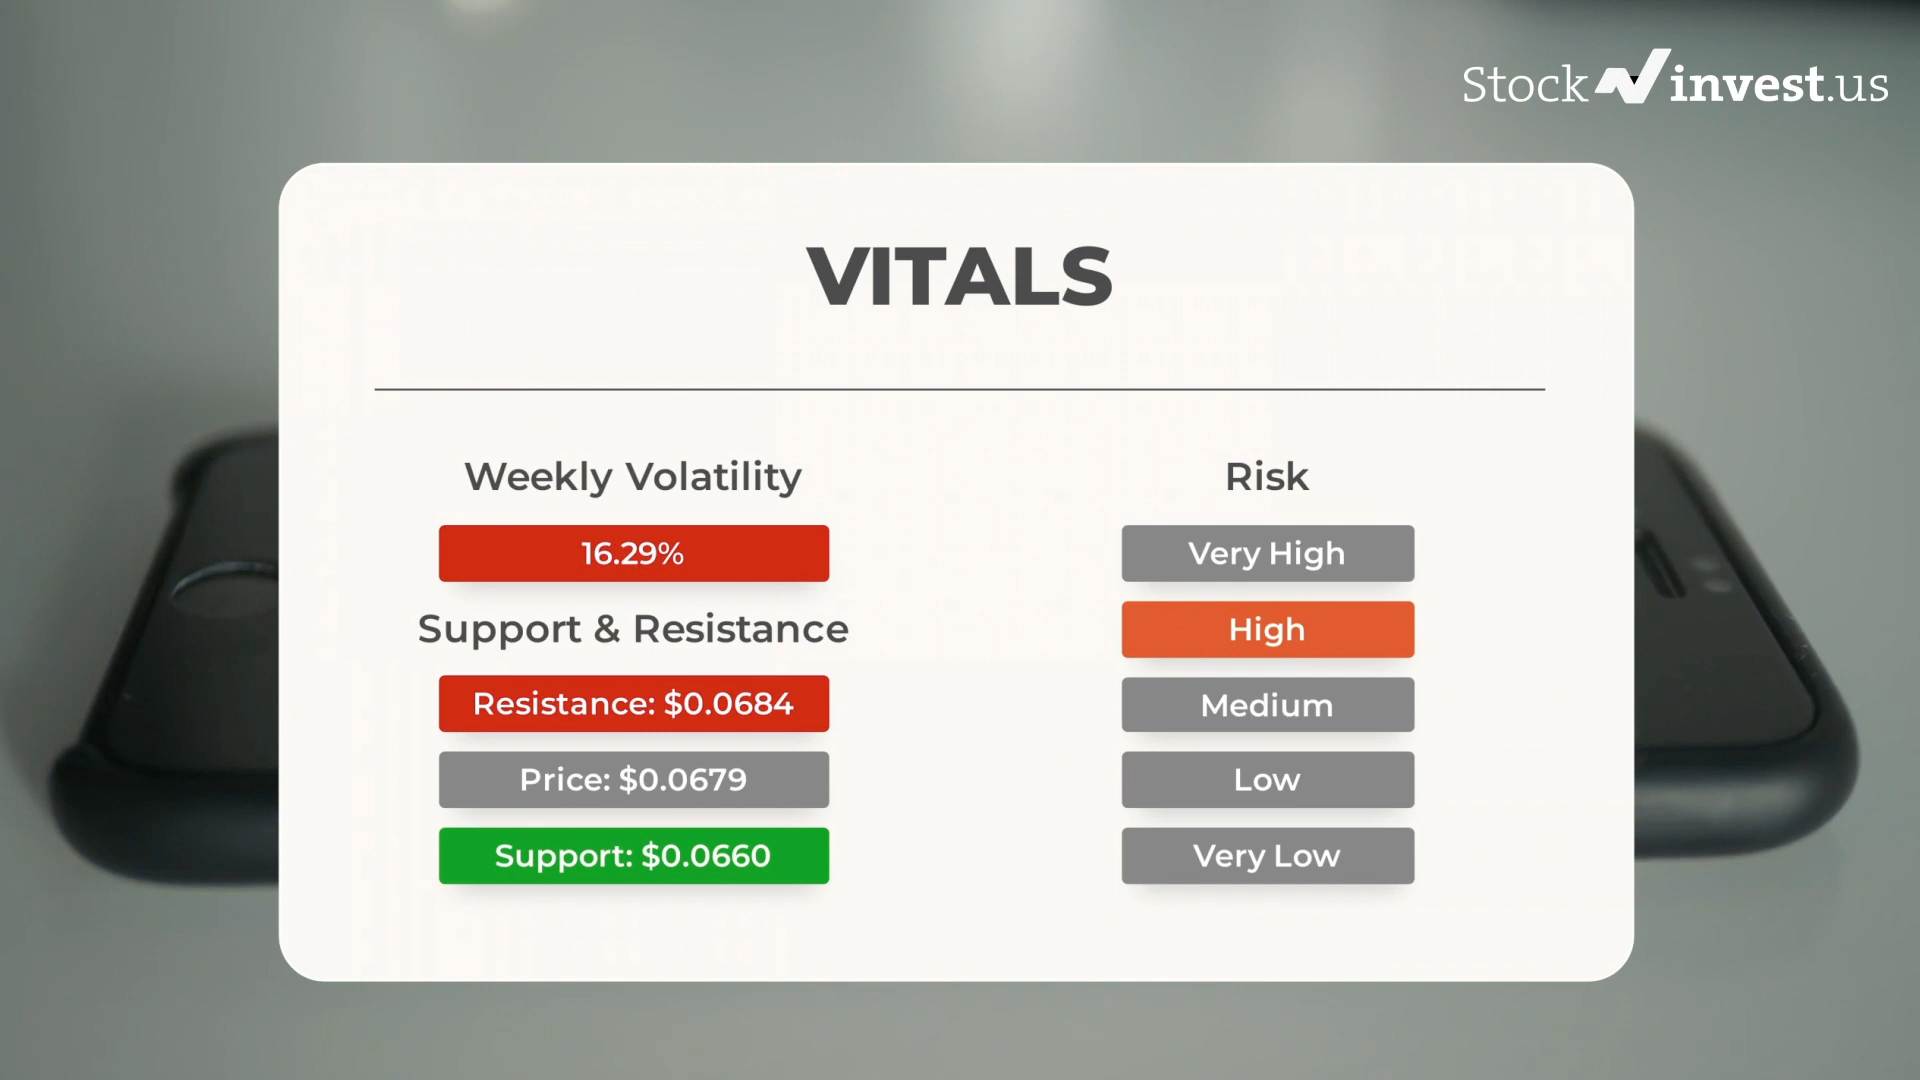 Stock invest.us
VITALS
Weekly Volatility
16.29%
Support & Resistance
Resistance: $0.0684
Price: $0.0679
Support: $0.0660
Risk
Very High
High
Medium
Low
Very Low